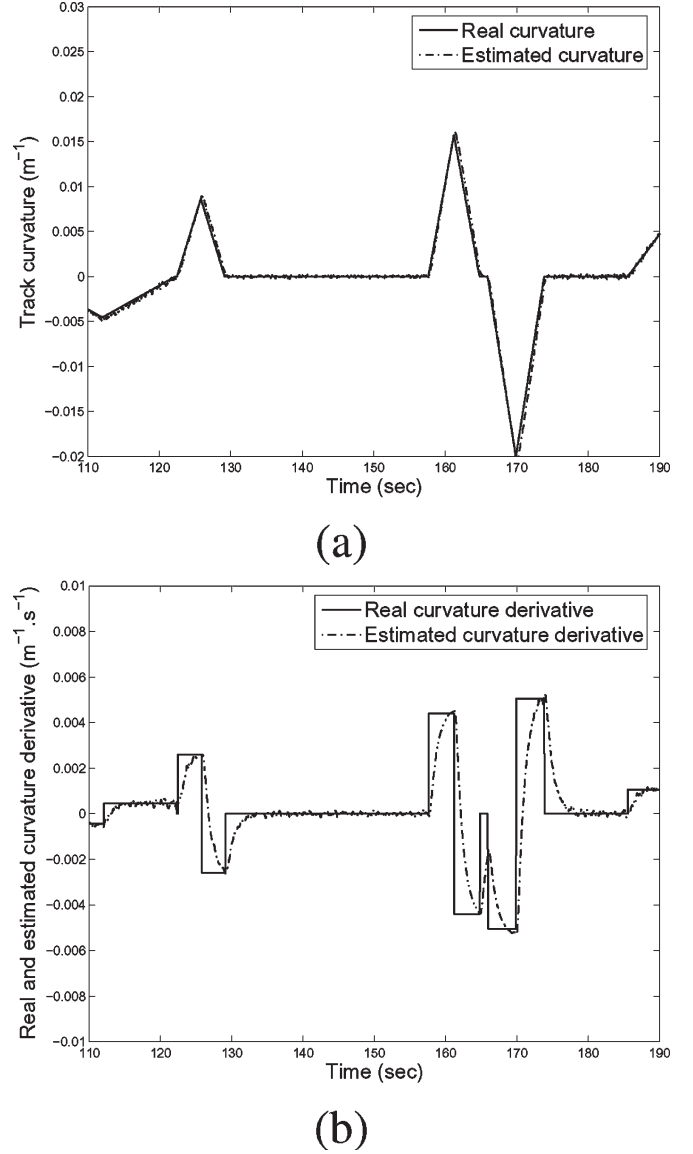 0.03
0.025
0.02
0.015
0.01
0.005
0
−0.005
−0.01
−0.015
−0.02
Track curvature (m⁻¹)
Real curvature
Estimated curvature
110 120 130 140 150 160 170 180 190
Time (sec)
(a)
0.01
0.008
0.006
0.004
0.002
0
−0.002
−0.004
−0.006
−0.008
−0.01
Real and estimated curvature derivative (m⁻¹.s⁻¹)
Real curvature derivative
Estimated curvature derivative
110 120 130 140 150 160 170 180 190
Time (sec)
(b)